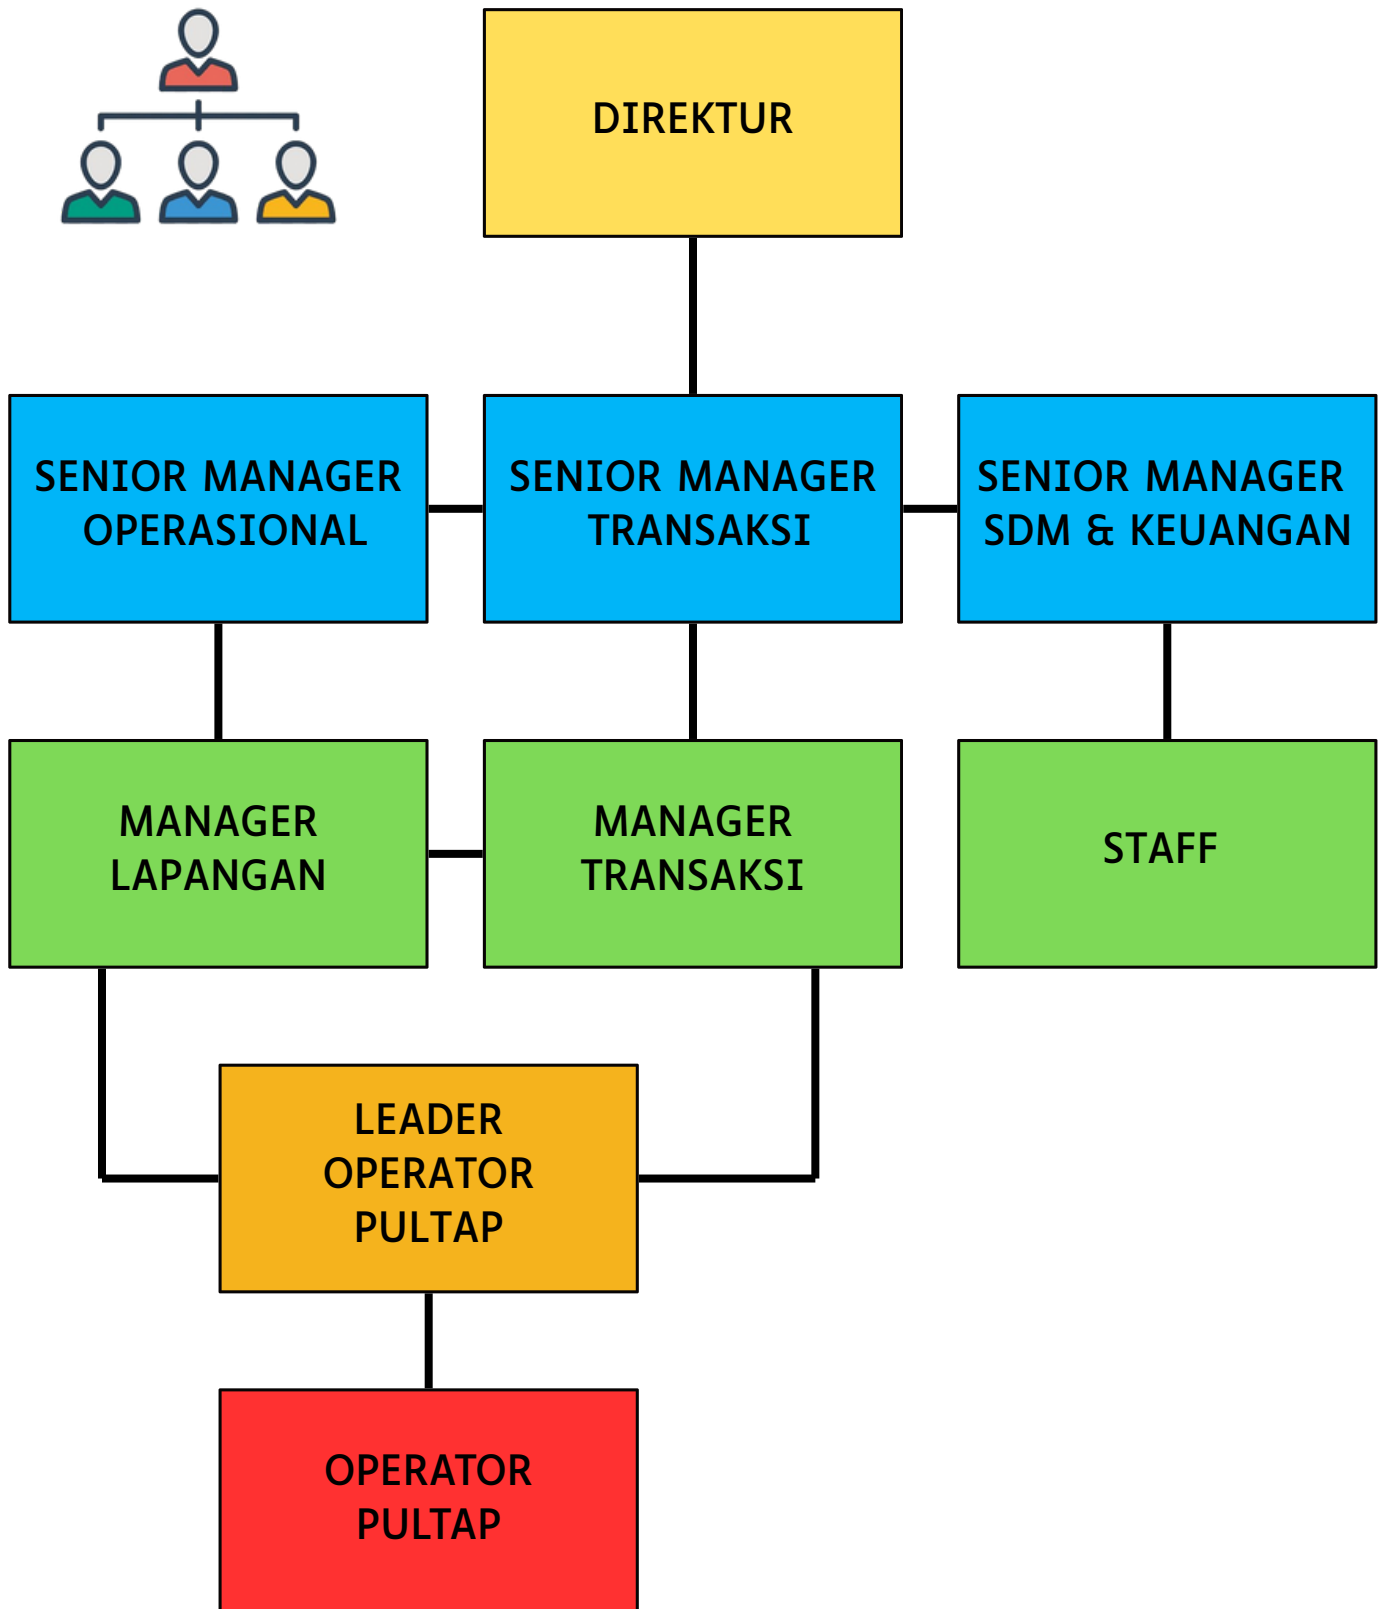 DIREKTUR
SENIOR MANAGER
OPERASIONAL
SENIOR MANAGER
TRANSAKSI
SENIOR MANAGER
SDM & KEUANGAN
MANAGER
LAPANGAN
MANAGER
TRANSAKSI
STAFF
LEADER
OPERATOR
PULTAP
OPERATOR
PULTAP